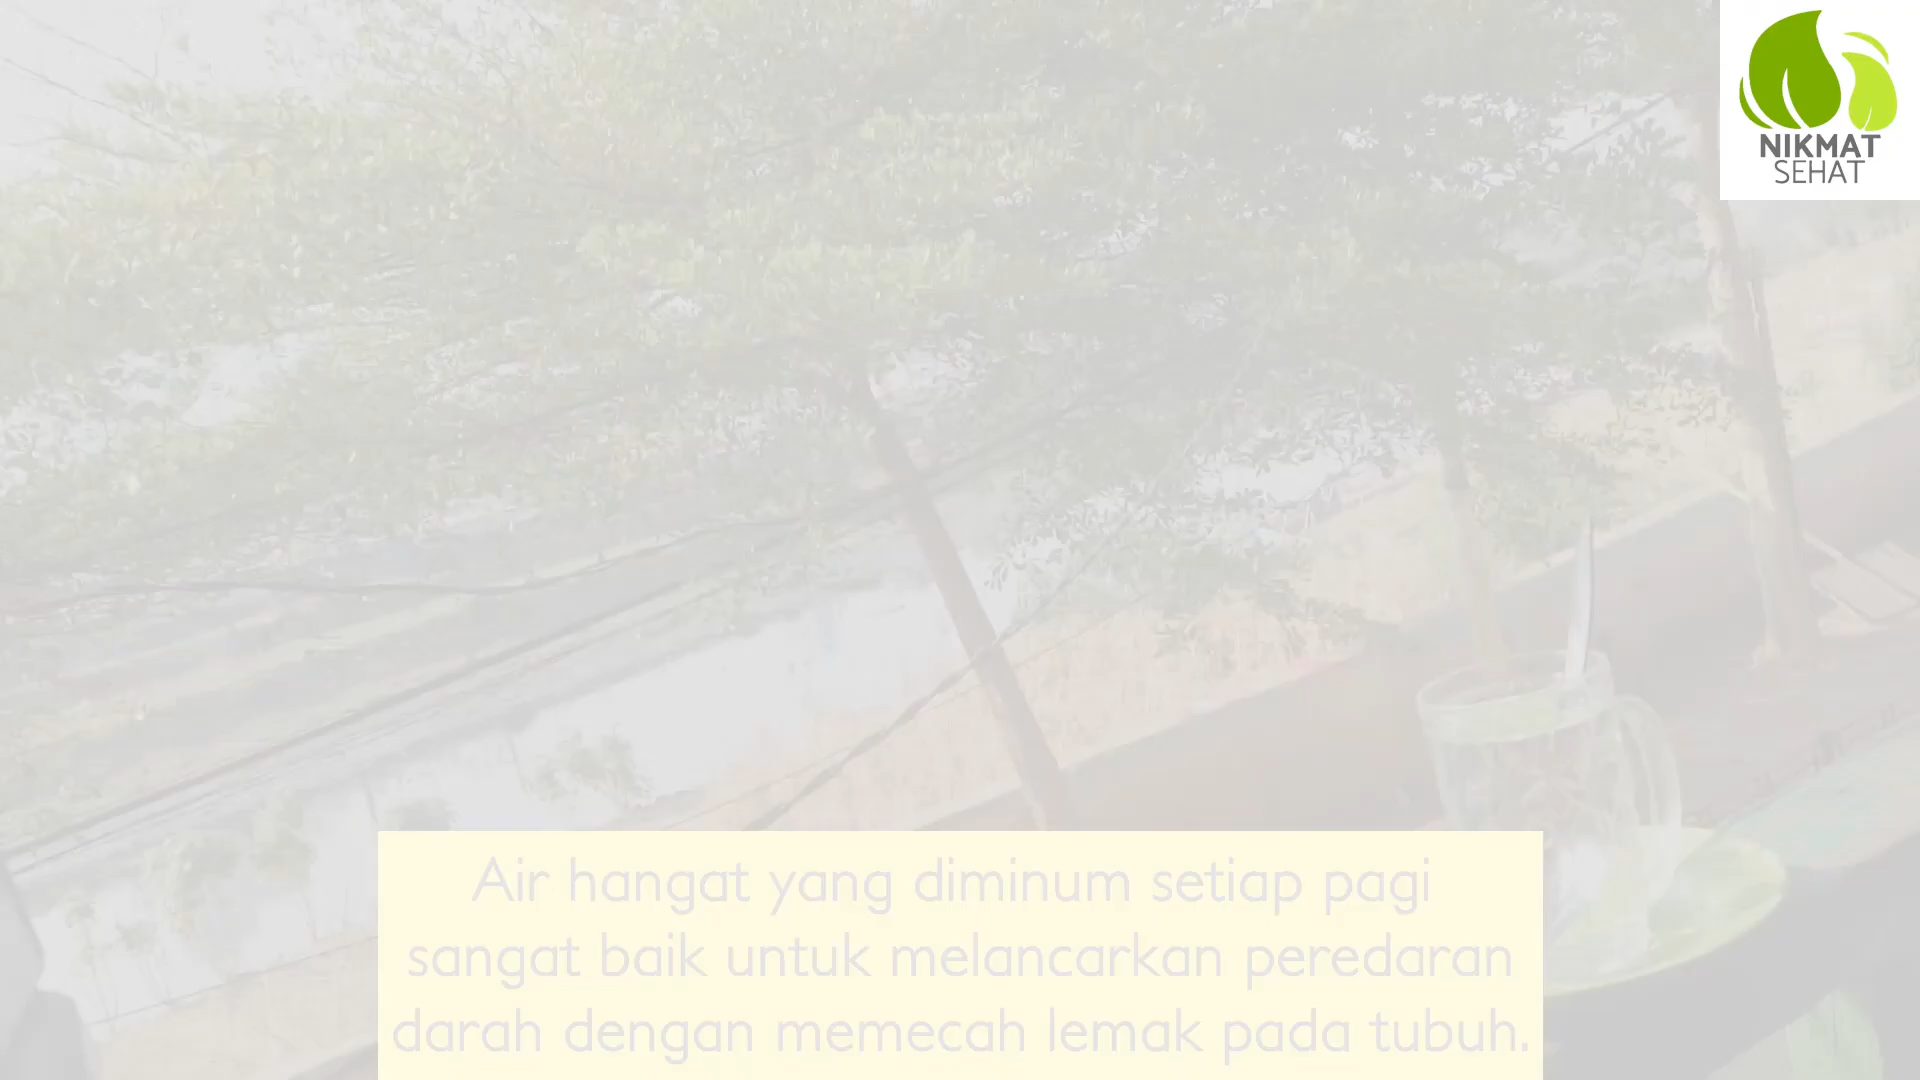 NIKMAT
SEHAT
Air hangat yang diminum setiap pagi
sangat baik untuk melancarkan peredaran
darah dengan memecah lemak pada tubuh.